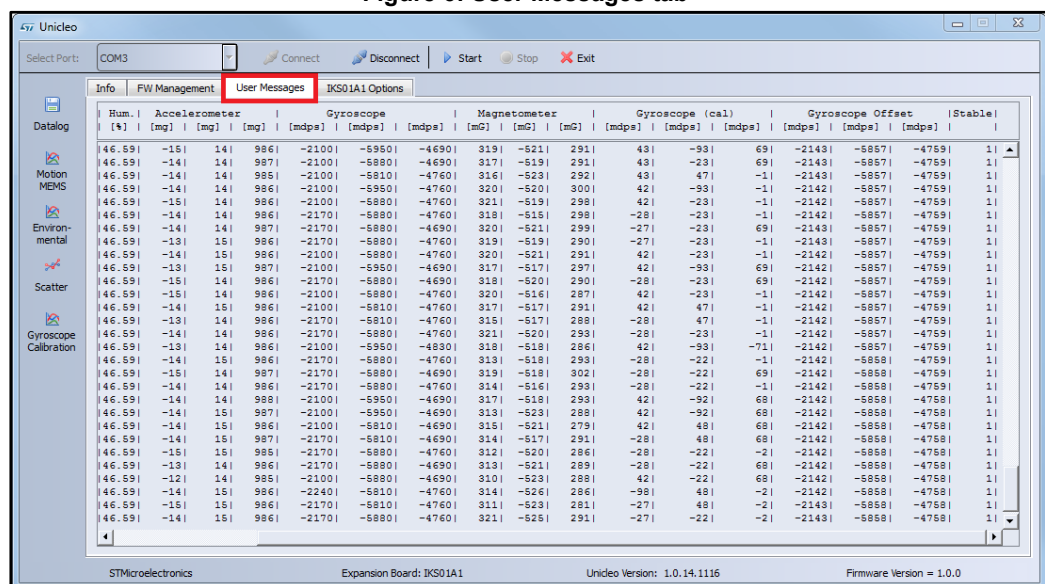 User Messages tab
Unicleo
Select Port: COM3 Connect Disconnect Start Stop Exit
Info FW Management User Messages IKS01A1 Options
Datalog
Motion
MEMS
Environ-
mental
Scatter
Gyroscope
Calibration
| Hum.| Accelerometer | Gyroscope | Magnetometer | Gyroscope (cal) | Gyroscope Offset |Stable|
| [%] | [mg] | [mg] | [mg] | [mdps] | [mdps] | [mdps] | [mG] | [mG] | [mG] | [mdps] | [mdps] | [mdps] | [mdps] | [mdps] | [mdps] | |
|46.59| -15| 14| 986| -2100| -5950| -4690| 319| -521| 291| 43| -93| 69| -2143| -5857| -4759| 1|
|46.59| -14| 14| 986| -2100| -5880| -4690| 317| -519| 291| 43| -23| 69| -2143| -5857| -4759| 1|
|46.59| -14| 14| 985| -2100| -5810| -4760| 316| -523| 292| 43| 47| -1| -2143| -5857| -4759| 1|
|46.59| -14| 14| 986| -2100| -5950| -4760| 320| -520| 300| 42| -93| -1| -2142| -5857| -4759| 1|
|46.59| -15| 14| 986| -2100| -5880| -4760| 321| -519| 298| 42| -23| -1| -2142| -5857| -4759| 1|
|46.59| -14| 14| 986| -2170| -5880| -4760| 318| -515| 298| -28| -23| -1| -2142| -5857| -4759| 1|
|46.59| -14| 14| 987| -2170| -5880| -4690| 320| -521| 299| -27| -23| 69| -2143| -5857| -4759| 1|
|46.59| -13| 15| 986| -2170| -5880| -4760| 319| -519| 290| -27| -23| -1| -2143| -5857| -4759| 1|
|46.59| -14| 15| 986| -2100| -5880| -4760| 320| -521| 291| 42| -23| -1| -2142| -5857| -4759| 1|
|46.59| -13| 15| 987| -2100| -5950| -4690| 317| -517| 297| 42| -93| 69| -2142| -5857| -4759| 1|
|46.59| -15| 14| 986| -2170| -5880| -4690| 318| -520| 290| -28| -23| 69| -2142| -5857| -4759| 1|
|46.59| -15| 14| 986| -2100| -5880| -4760| 320| -516| 287| 42| -23| -1| -2142| -5857| -4759| 1|
|46.59| -14| 15| 986| -2100| -5810| -4760| 317| -517| 291| 42| 47| -1| -2142| -5857| -4759| 1|
|46.59| -13| 14| 986| -2170| -5810| -4760| 315| -517| 288| -28| 47| -1| -2142| -5857| -4759| 1|
|46.59| -14| 14| 986| -2170| -5880| -4760| 321| -520| 293| -28| -23| -1| -2142| -5857| -4759| 1|
|46.59| -13| 14| 986| -2100| -5950| -4830| 318| -518| 286| 42| -93| -71| -2142| -5857| -4759| 1|
|46.59| -14| 15| 986| -2170| -5880| -4760| 313| -518| 293| -28| -22| -1| -2142| -5858| -4759| 1|
|46.59| -15| 14| 986| -2170| -5880| -4690| 319| -518| 302| -28| -22| 69| -2142| -5858| -4759| 1|
|46.59| -14| 14| 986| -2170| -5880| -4760| 314| -516| 293| -28| -22| -1| -2142| -5858| -4759| 1|
|46.59| -14| 14| 988| -2100| -5950| -4690| 317| -518| 293| 42| -92| 68| -2142| -5858| -4758| 1|
|46.59| -14| 15| 987| -2100| -5950| -4690| 313| -523| 288| 42| -92| 68| -2142| -5858| -4758| 1|
|46.59| -14| 15| 986| -2100| -5810| -4690| 315| -521| 279| 42| 48| 68| -2142| -5858| -4758| 1|
|46.59| -14| 15| 987| -2170| -5810| -4690| 314| -517| 291| -28| 48| 68| -2142| -5858| -4758| 1|
|46.59| -15| 15| 985| -2170| -5880| -4760| 312| -520| 286| -28| -22| -2| -2142| -5858| -4758| 1|
|46.59| -13| 14| 986| -2170| -5880| -4690| 313| -521| 289| -28| -22| 68| -2142| -5858| -4758| 1|
|46.59| -12| 14| 985| -2100| -5880| -4690| 310| -523| 288| 42| -22| 68| -2142| -5858| -4758| 1|
|46.59| -14| 15| 986| -2240| -5810| -4760| 314| -526| 286| -98| 48| -2| -2142| -5858| -4758| 1|
|46.59| -15| 15| 986| -2170| -5810| -4760| 311| -523| 281| -27| 48| -2| -2143| -5858| -4758| 1|
|46.59| -14| 15| 986| -2170| -5880| -4760| 321| -525| 291| -27| -22| -2| -2143| -5858| -4758| 1|
STMicroelectronics Expansion Board: IKS01A1 Unicleo Version: 1.0.14.1116 Firmware Version = 1.0.0